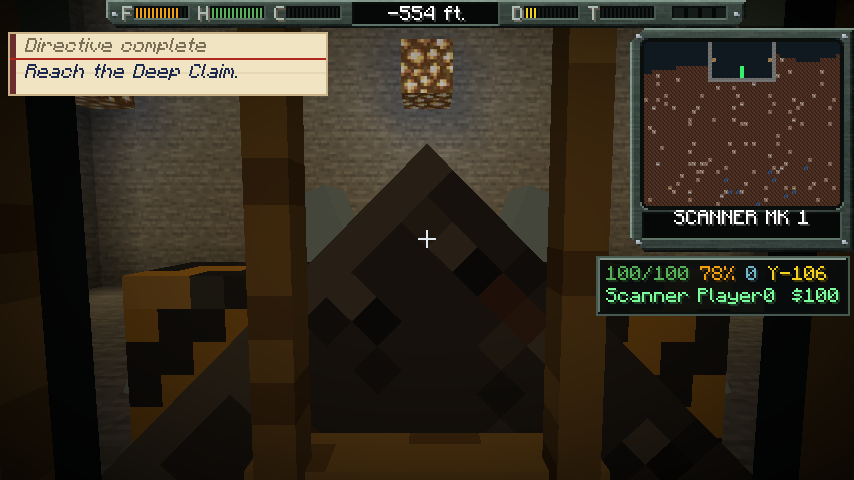 F H C -554 ft. D T
Directive complete
Reach the Deep Claim.
SCANNER MK 1
100/100 78% 0 Y-106
Scanner Player0 $100